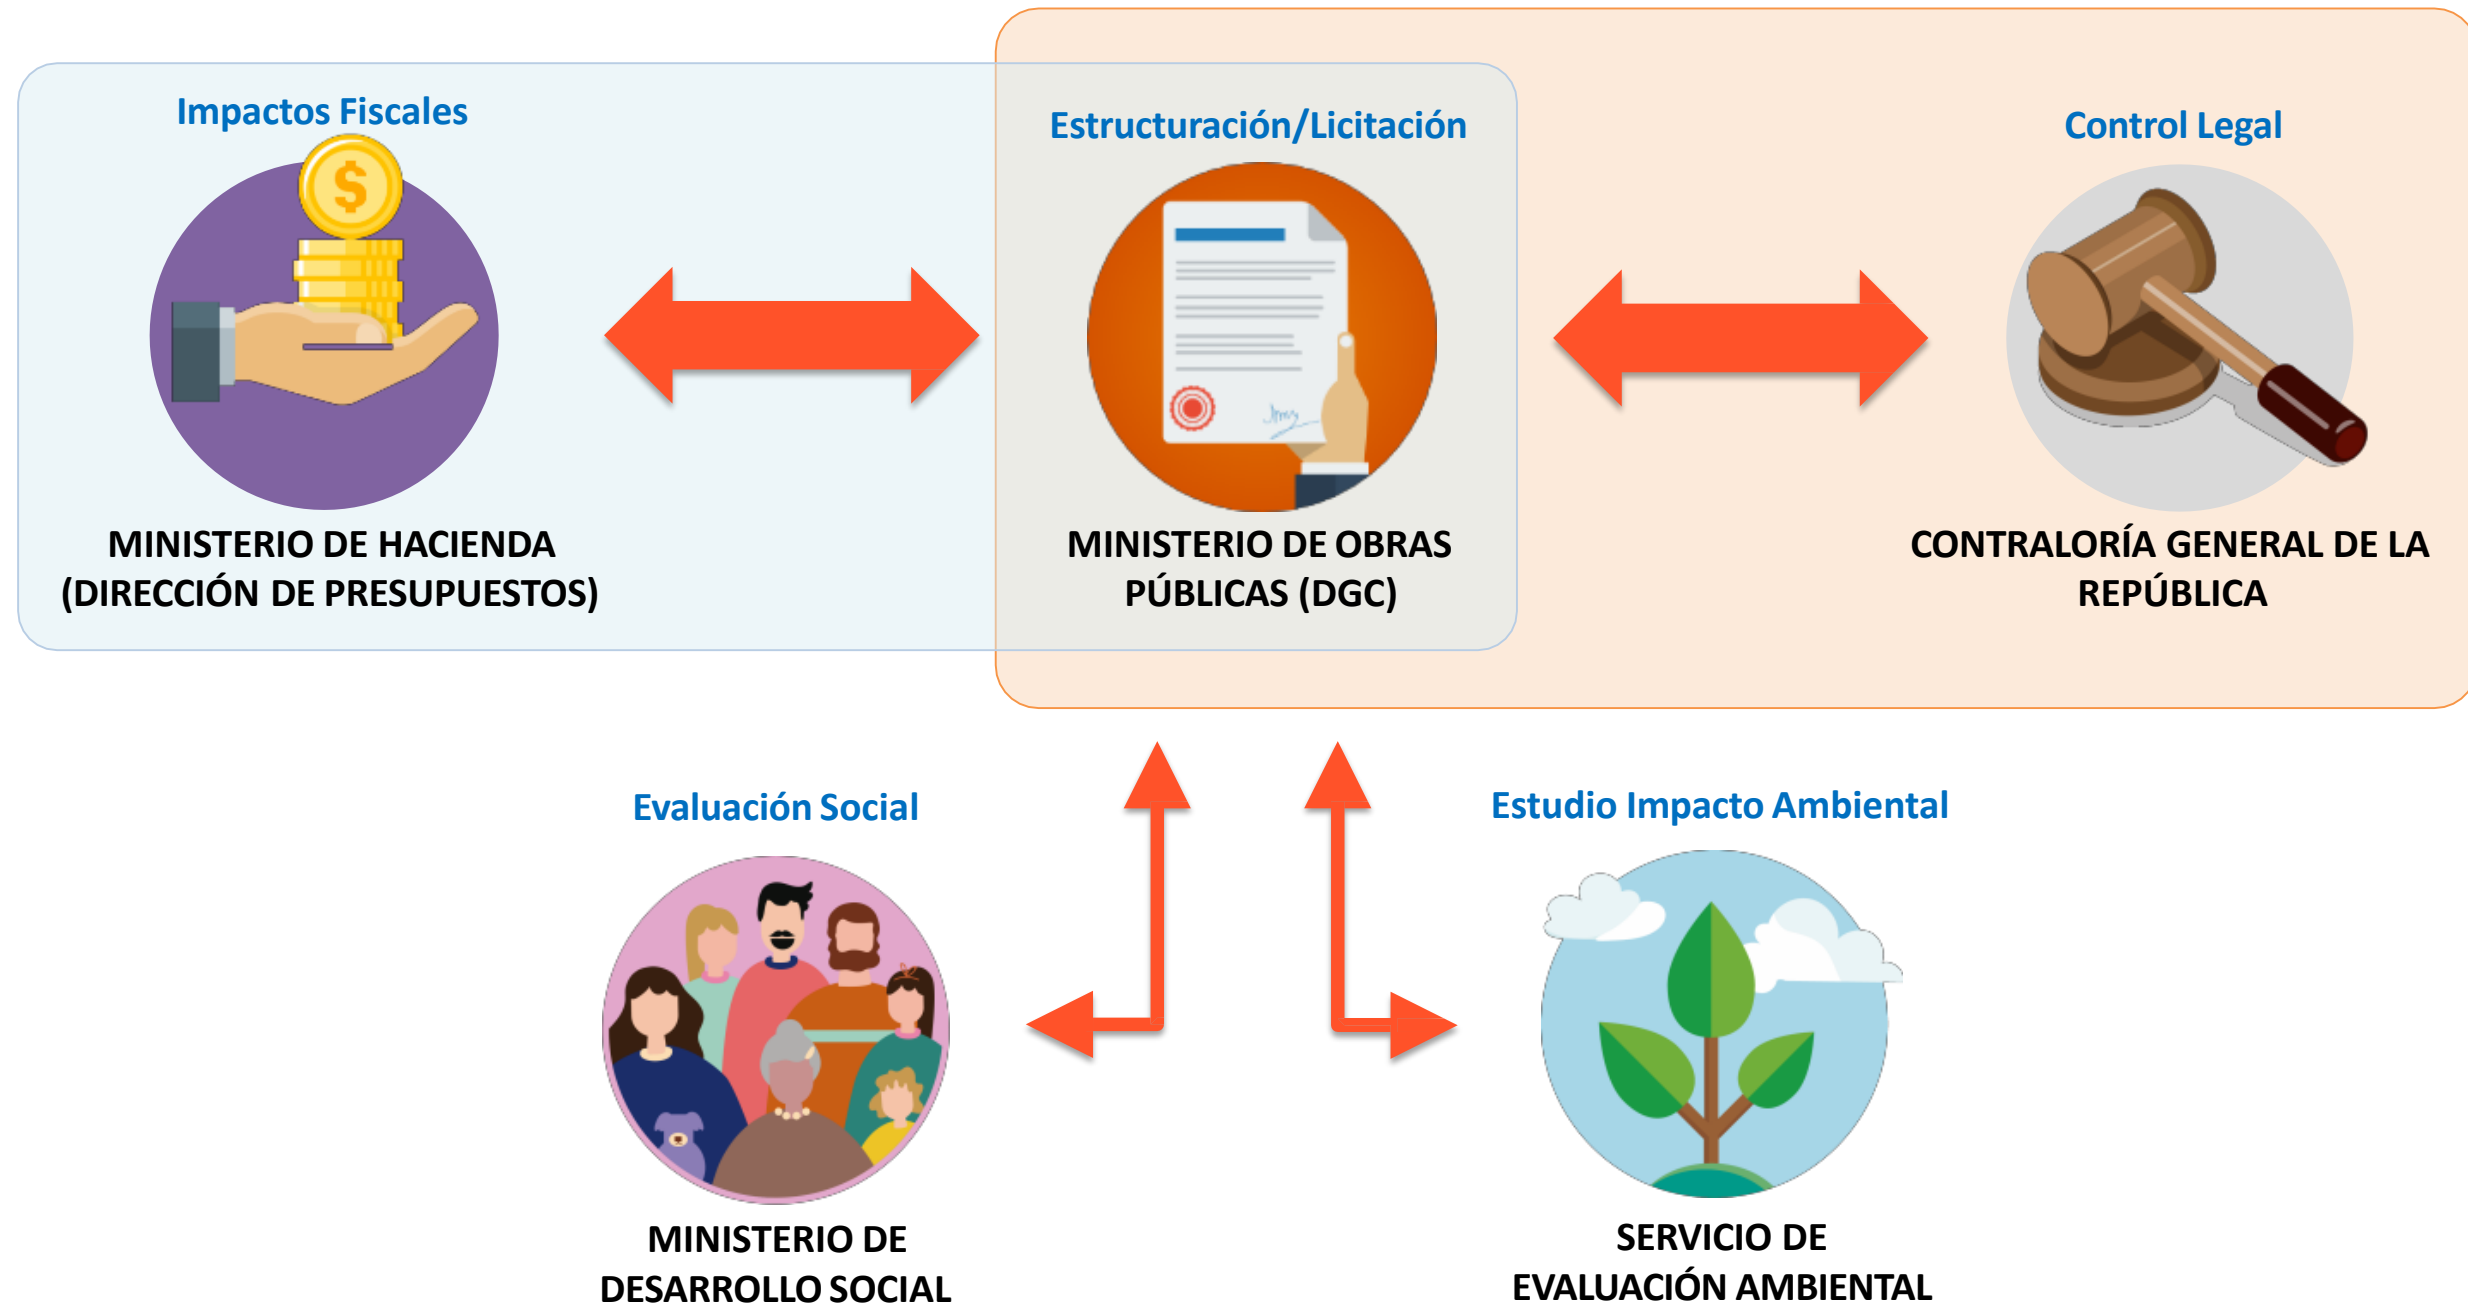 Impactos Fiscales
$
MINISTERIO DE HACIENDA
(DIRECCIÓN DE PRESUPUESTOS)
Estructuración/Licitación
MINISTERIO DE OBRAS
PÚBLICAS (DGC)
Control Legal
CONTRALORÍA GENERAL DE LA
REPÚBLICA
Evaluación Social
MINISTERIO DE
DESARROLLO SOCIAL
Estudio Impacto Ambiental
SERVICIO DE
EVALUACIÓN AMBIENTAL